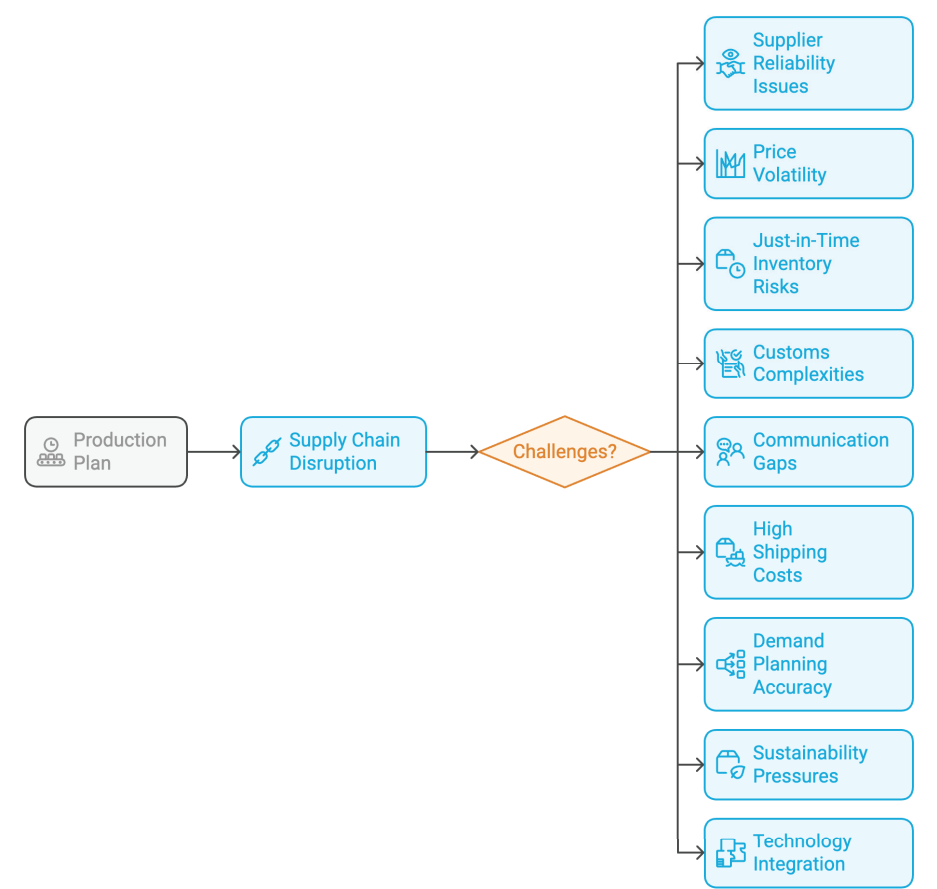 Production
Plan
Supply Chain
Disruption
Challenges?
Supplier
Reliability
Issues
Price
Volatility
Just-in-Time
Inventory
Risks
Customs
Complexities
Communication
Gaps
High
Shipping
Costs
Demand
Planning
Accuracy
Sustainability
Pressures
Technology
Integration